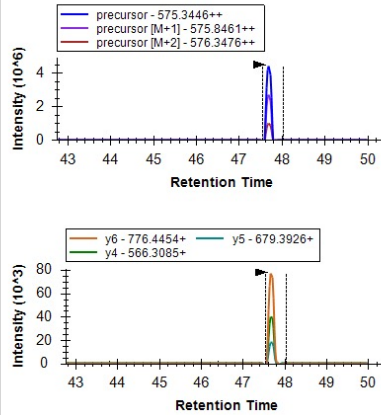 precursor - 575.3446++
precursor [M+1] - 575.8461++
precursor [M+2] - 576.3476++
Intensity (10^6)
4
2
0
43 44 45 46 47 48 49 50
Retention Time
y6 - 776.4454+ y5 - 679.3926+
y4 - 566.3085+
Intensity (10^3)
80
60
40
20
0
43 44 45 46 47 48 49 50
Retention Time